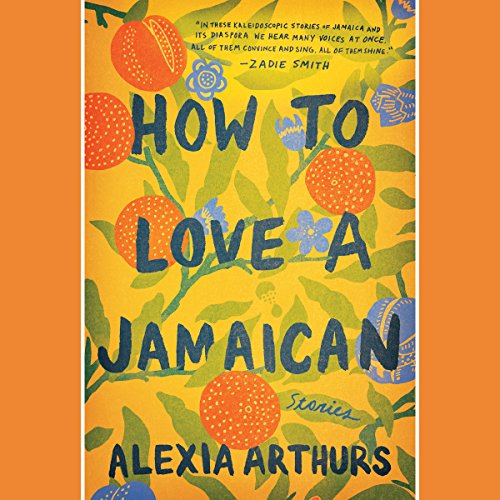 "IN THESE KALEIDOSCOPIC STORIES OF JAMAICA AND
ITS DIASPORA WE HEAR MANY VOICES AT ONCE.
ALL OF THEM CONVINCE AND SING. ALL OF THEM SHINE."
—ZADIE SMITH
HOW TO
LOVE A
JAMAICAN
Stories
ALEXIA ARTHURS